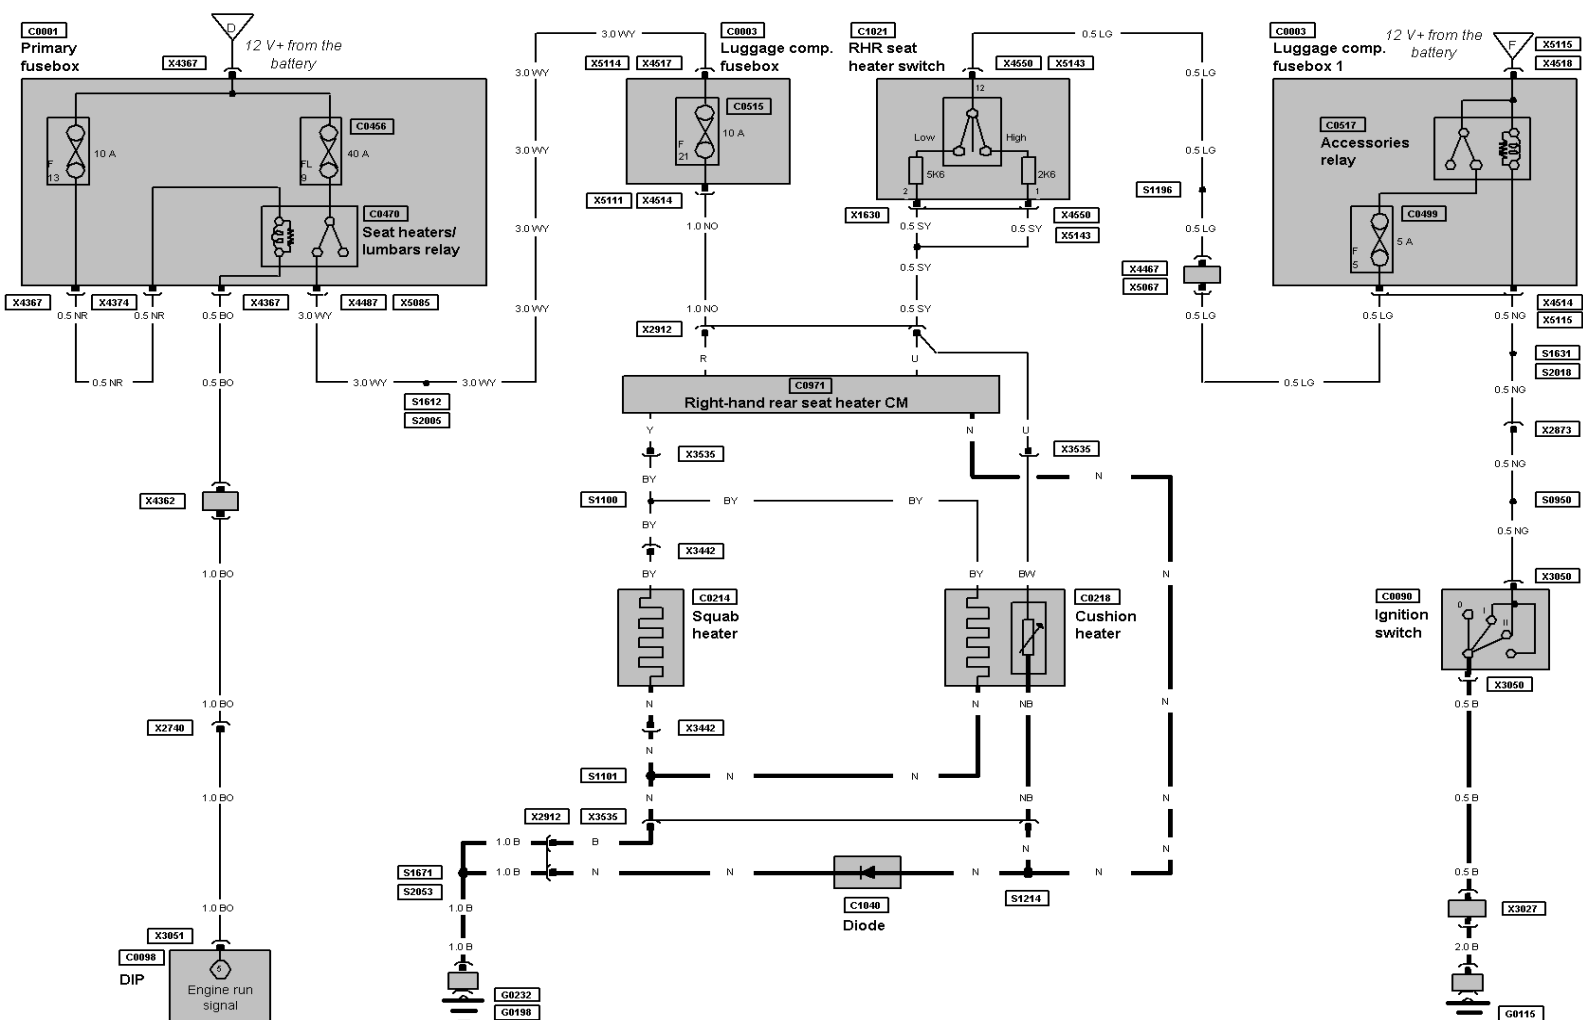 C0001
Primary
fusebox
D
12 V+ from the
battery
X4367
F
13
10 A
C0456
FL
9
40 A
C0470
Seat heaters/
lumbars relay
X4367
X4374
X4367
X4487
X5085
0.5 NR
0.5 NR
0.5 BO
3.0 WY
0.5 NR
0.5 BO
3.0 WY
3.0 WY
S1612
S2005
X4362
1.0 BO
1.0 BO
X2740
1.0 BO
1.0 BO
X3051
C0098
DIP
5
Engine run
signal
3.0 WY
3.0 WY
3.0 WY
3.0 WY
3.0 WY
C0003
Luggage comp.
fusebox
X5114
X4517
C0515
F
21
10 A
X5111
X4514
1.0 NO
1.0 NO
X2912
R
U
C1021
RHR seat
heater switch
X4550
X5143
12
Low
High
5K6
2K6
2
1
X1630
X4550
X5143
0.5 SY
0.5 SY
0.5 SY
0.5 SY
0.5 LG
0.5 LG
0.5 LG
S1196
0.5 LG
X4467
X5067
0.5 LG
0.5 LG
0.5 LG
C0003
Luggage comp.
fusebox 1
12 V+ from the
battery
F
X5115
X4518
C0517
Accessories
relay
C0499
F
5
5 A
X4514
X5115
0.5 NG
S1631
S2018
0.5 NG
X2873
0.5 NG
S0950
0.5 NG
X3050
C0090
Ignition
switch
0
I
II
X3050
0.5 B
0.5 B
0.5 B
X3027
2.0 B
G0115
C0971
Right-hand rear seat heater CM
Y
N
U
X3535
X3535
BY
N
S1100
BY
BY
BY
X3442
BY
BY
BW
N
C0214
Squab
heater
C0218
Cushion
heater
N
N
NB
N
X3442
N
S1101
N
N
N
NB
N
X2912
X3535
1.0 B
B
N
N
S1671
S2053
1.0 B
N
N
N
N
S1214
C1040
Diode
1.0 B
1.0 B
G0232
G0198